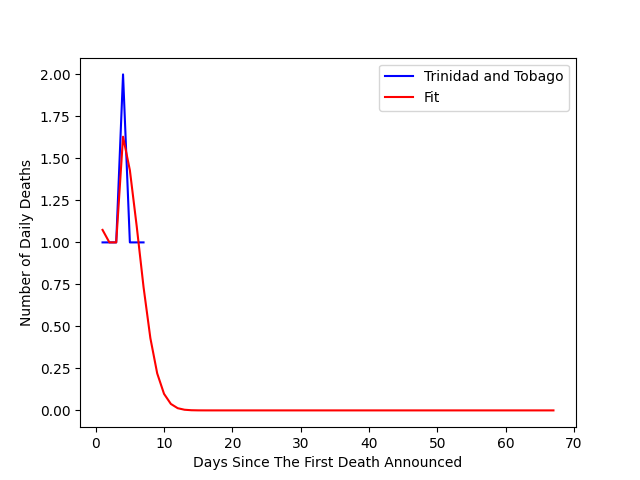 Trinidad and Tobago
Fit
2.00
1.75
1.50
1.25
1.00
0.75
0.50
0.25
0.00
Number of Daily Deaths
0 10 20 30 40 50 60 70
Days Since The First Death Announced